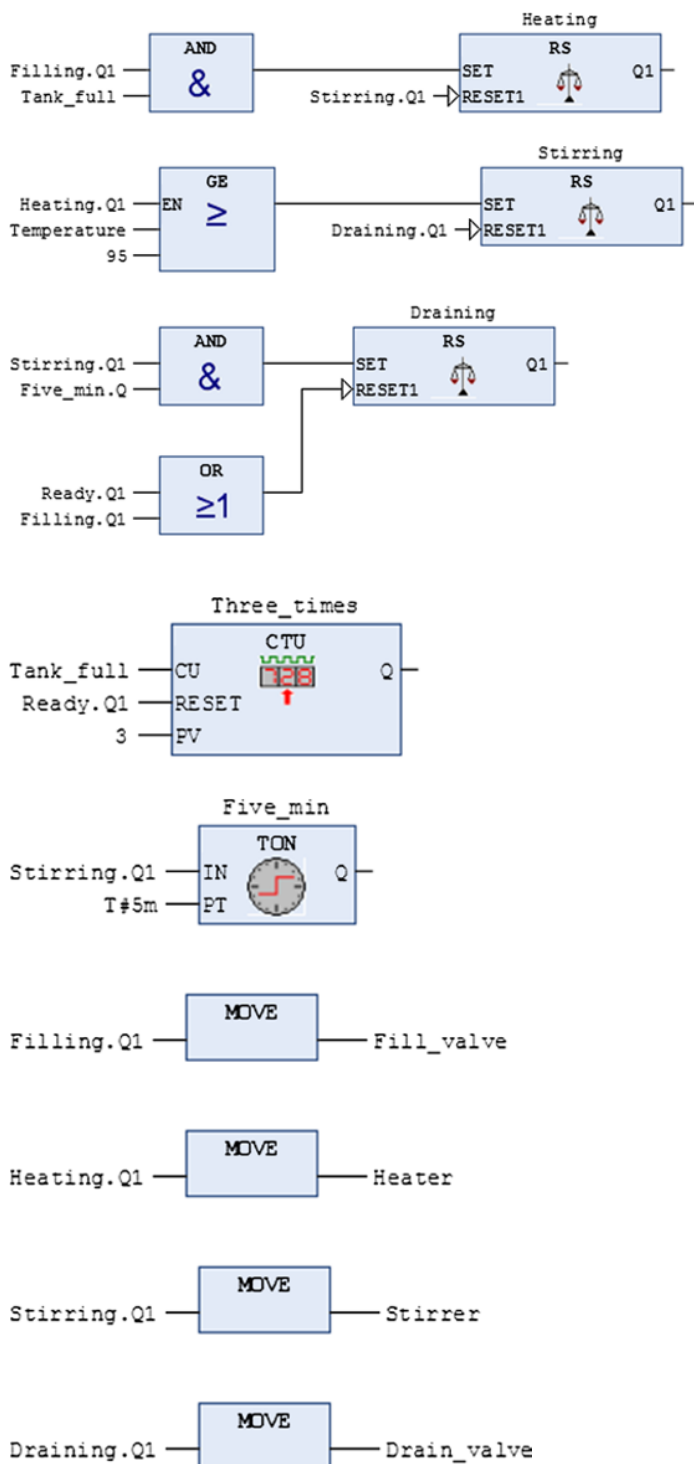 Heating
AND
RS
Filling.Q1
&
SET
Q1
Tank_full
Stirring.Q1
RESET1
Stirring
GE
RS
Heating.Q1
EN
≥
SET
Q1
Temperature
Draining.Q1
RESET1
95
Draining
AND
RS
Stirring.Q1
&
SET
Q1
Five_min.Q
RESET1
OR
Ready.Q1
≥1
Filling.Q1
Three_times
CTU
728
Tank_full
CU
Q
Ready.Q1
RESET
3
PV
Five_min
TON
Stirring.Q1
IN
Q
T#5m
PT
MOVE
Filling.Q1
Fill_valve
MOVE
Heating.Q1
Heater
MOVE
Stirring.Q1
Stirrer
MOVE
Draining.Q1
Drain_valve